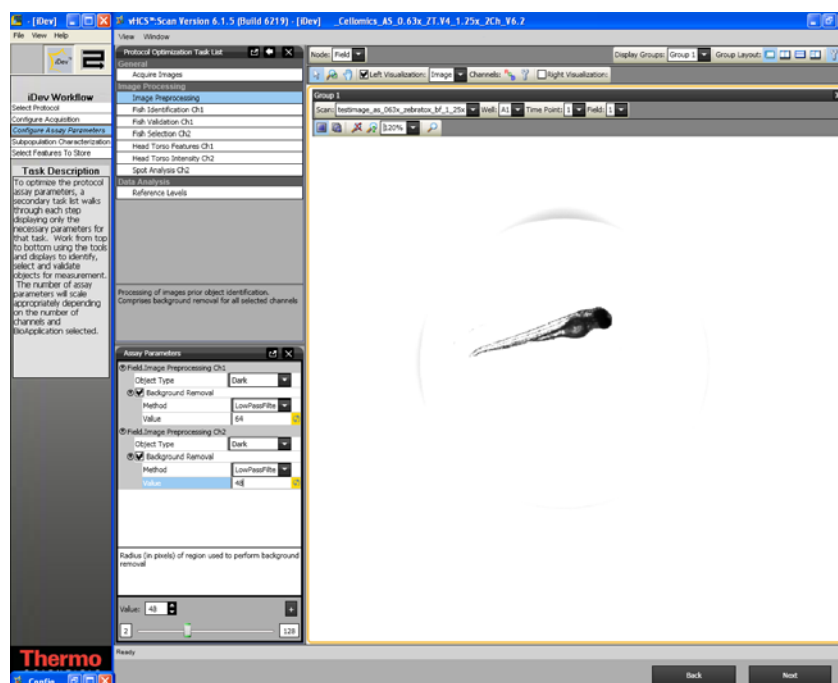 - [iDev]
vHCS™:Scan Version 6.1.5 (Build 6219) - [iDev] _Cellomics_AS_0.63x_ZT.V4_1.25x_2Ch_V6.2
File View Help
View Window
iDev™
Protocol Optimization Task List
General
Acquire Images
Image Processing
Image Preprocessing
Fish Identification Ch1
Fish Validation Ch1
Fish Selection Ch2
Head Torso Features Ch1
Head Torso Intensity Ch2
Spot Analysis Ch2
Data Analysis
Reference Levels
Processing of images prior object identification.
Comprises background removal for all selected channels
iDev Workflow
Select Protocol
Configure Acquisition
Configure Assay Parameters
Subpopulation Characterization
Select Features To Store
Task Description
To optimize the protocol
assay parameters, a
secondary task list walks
through each step
displaying only the
necessary parameters for
that task. Work from top
to bottom using the tools
and displays to identify,
select and validate
objects for measurement.
The number of assay
parameters will scale
appropriately depending
on the number of
channels and
BioApplication selected.
Assay Parameters
Field.Image Preprocessing Ch1
Object Type Dark
Background Removal
Method LowPassFilte
Value 64
Field.Image Preprocessing Ch2
Object Type Dark
Background Removal
Method LowPassFilte
Value 48
Radius (in pixels) of region used to perform background
removal
Value: 48
2 128
Node: Field
Display Groups: Group 1 Group Layout:
Left Visualization: Image Channels: Right Visualization:
Group 1
Scan: testimage_as_063x_zebratox_bf_1_25x Well: A1 Time Point: 1 Field: 1
120%
Ready
Thermo
Config
Back Next